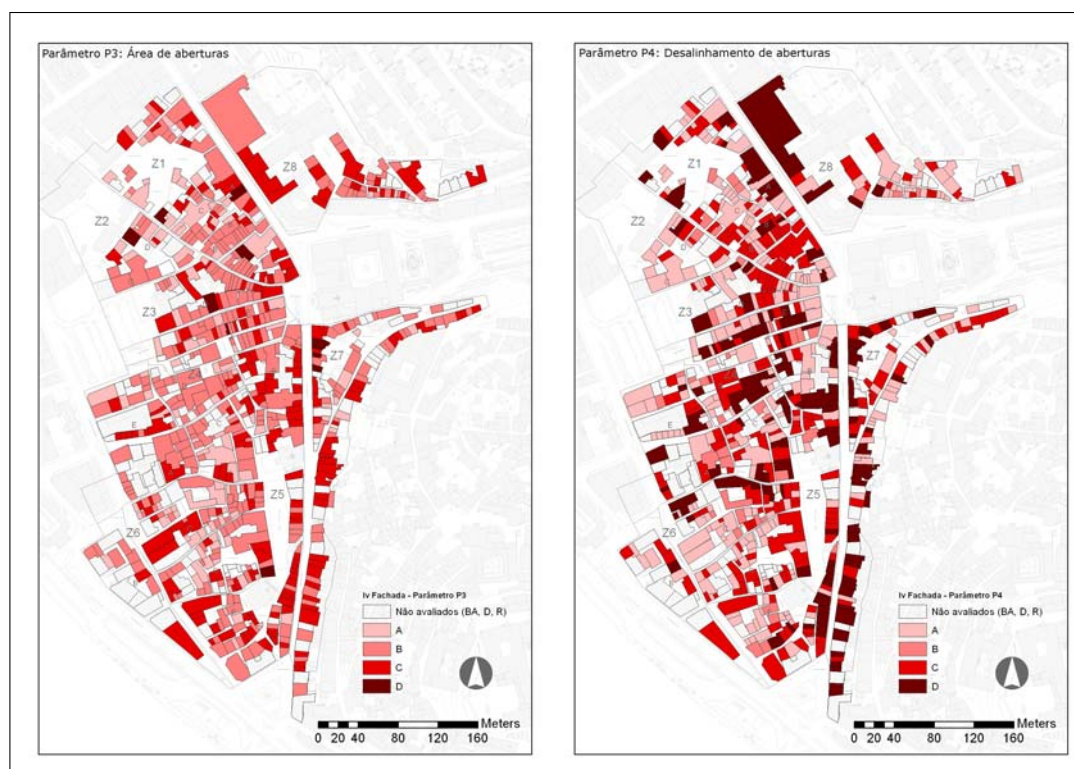 Parâmetro P3: Área de aberturas
Z1
Z8
Z2
C
D
Z3
Z7
E
C
Z5
Z6
Iv Fachada - Parâmetro P3
Não avaliados (BA, D, R)
A
B
C
D
Meters
0 20 40 80 120 160
Parâmetro P4: Desalinhamento de aberturas
Z1
Z8
Z2
C
Z3
Z7
E
Z5
Z6
Iv Fachada - Parâmetro P4
Não avaliados (BA, D, R)
A
B
C
D
Meters
0 20 40 80 120 160